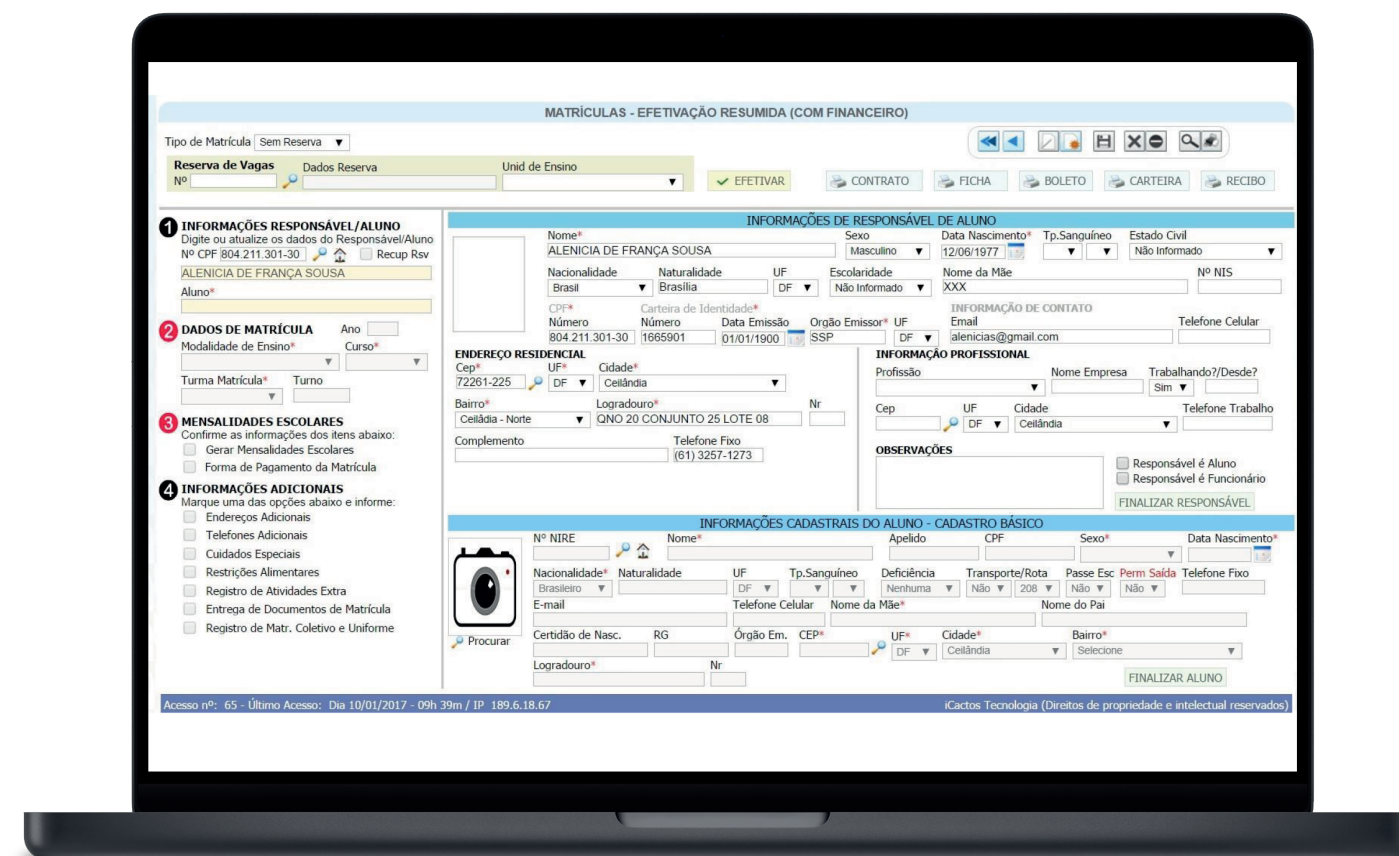 MATRÍCULAS - EFETIVAÇÃO RESUMIDA (COM FINANCEIRO)
Tipo de Matrícula Sem Reserva
Reserva de Vagas Dados Reserva Unid de Ensino
Nº
EFETIVAR CONTRATO FICHA BOLETO CARTEIRA RECIBO
1 INFORMAÇÕES RESPONSÁVEL/ALUNO
Digite ou atualize os dados do Responsável/Aluno
Nº CPF 804.211.301-30 Recup Rsv
ALENICIA DE FRANÇA SOUSA
Aluno*
2 DADOS DE MATRÍCULA Ano
Modalidade de Ensino* Curso*
Turma Matrícula* Turno
3 MENSALIDADES ESCOLARES
Confirme as informações dos itens abaixo:
Gerar Mensalidades Escolares
Forma de Pagamento da Matrícula
4 INFORMAÇÕES ADICIONAIS
Marque uma das opções abaixo e informe:
Endereços Adicionais
Telefones Adicionais
Cuidados Especiais
Restrições Alimentares
Registro de Atividades Extra
Entrega de Documentos de Matrícula
Registro de Matr. Coletivo e Uniforme
INFORMAÇÕES DE RESPONSÁVEL DE ALUNO
Nome* Sexo Data Nascimento* Tp.Sanguíneo Estado Civil
ALENICIA DE FRANÇA SOUSA Masculino 12/06/1977 Não Informado
Nacionalidade Naturalidade UF Escolaridade Nome da Mãe Nº NIS
Brasil Brasília DF Não Informado XXX
CPF* Carteira de Identidade* INFORMAÇÃO DE CONTATO
Número Número Data Emissão Orgão Emissor* UF Email Telefone Celular
804.211.301-30 1665901 01/01/1900 SSP DF alenicias@gmail.com
ENDEREÇO RESIDENCIAL
Cep* UF* Cidade*
72261-225 DF Ceilândia
Bairro* Logradouro* Nr
Ceilâdia - Norte QNO 20 CONJUNTO 25 LOTE 08
Complemento Telefone Fixo
(61) 3257-1273
INFORMAÇÃO PROFISSIONAL
Profissão Nome Empresa Trabalhando?/Desde?
Sim
Cep UF Cidade Telefone Trabalho
DF Ceilândia
OBSERVAÇÕES
Responsável é Aluno
Responsável é Funcionário
FINALIZAR RESPONSÁVEL
INFORMAÇÕES CADASTRAIS DO ALUNO - CADASTRO BÁSICO
Nº NIRE Nome* Apelido CPF Sexo* Data Nascimento*
Nacionalidade* Naturalidade UF Tp.Sanguíneo Deficiência Transporte/Rota Passe Esc Perm Saída Telefone Fixo
Brasileiro DF Nenhuma Não 208 Não Não
E-mail Telefone Celular Nome da Mãe* Nome do Pai
Procurar
Certidão de Nasc. RG Órgão Em. CEP* UF* Cidade* Bairro*
DF Ceilândia Selecione
Logradouro* Nr
FINALIZAR ALUNO
Acesso nº: 65 - Último Acesso: Dia 10/01/2017 - 09h 39m / IP 189.6.18.67 iCactos Tecnologia (Direitos de propriedade e intelectual reservados)